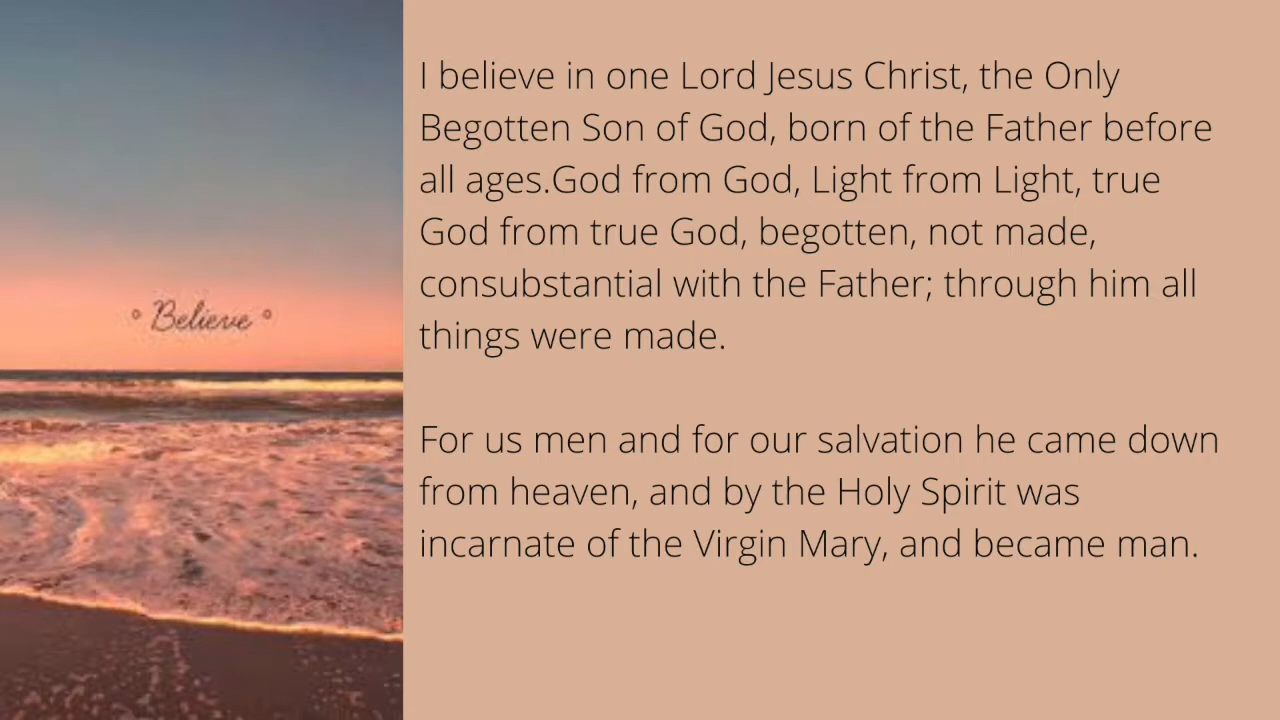 ° Believe °
I believe in one Lord Jesus Christ, the Only
Begotten Son of God, born of the Father before
all ages.God from God, Light from Light, true
God from true God, begotten, not made,
consubstantial with the Father; through him all
things were made.
For us men and for our salvation he came down
from heaven, and by the Holy Spirit was
incarnate of the Virgin Mary, and became man.